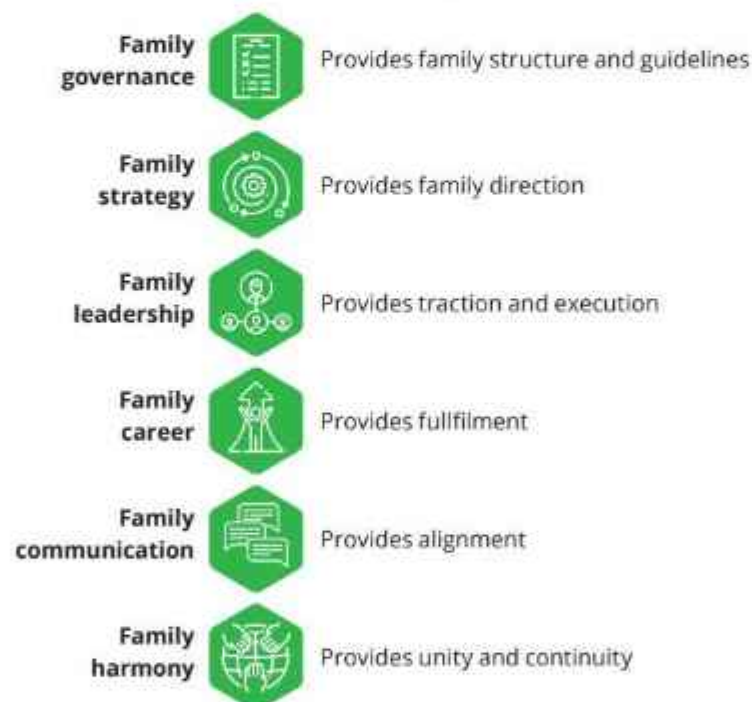 Family
governance
Provides family structure and guidelines
Family
strategy
Provides family direction
Family
leadership
Provides traction and execution
Family
career
Provides fullfilment
Family
communication
Provides alignment
Family
harmony
Provides unity and continuity